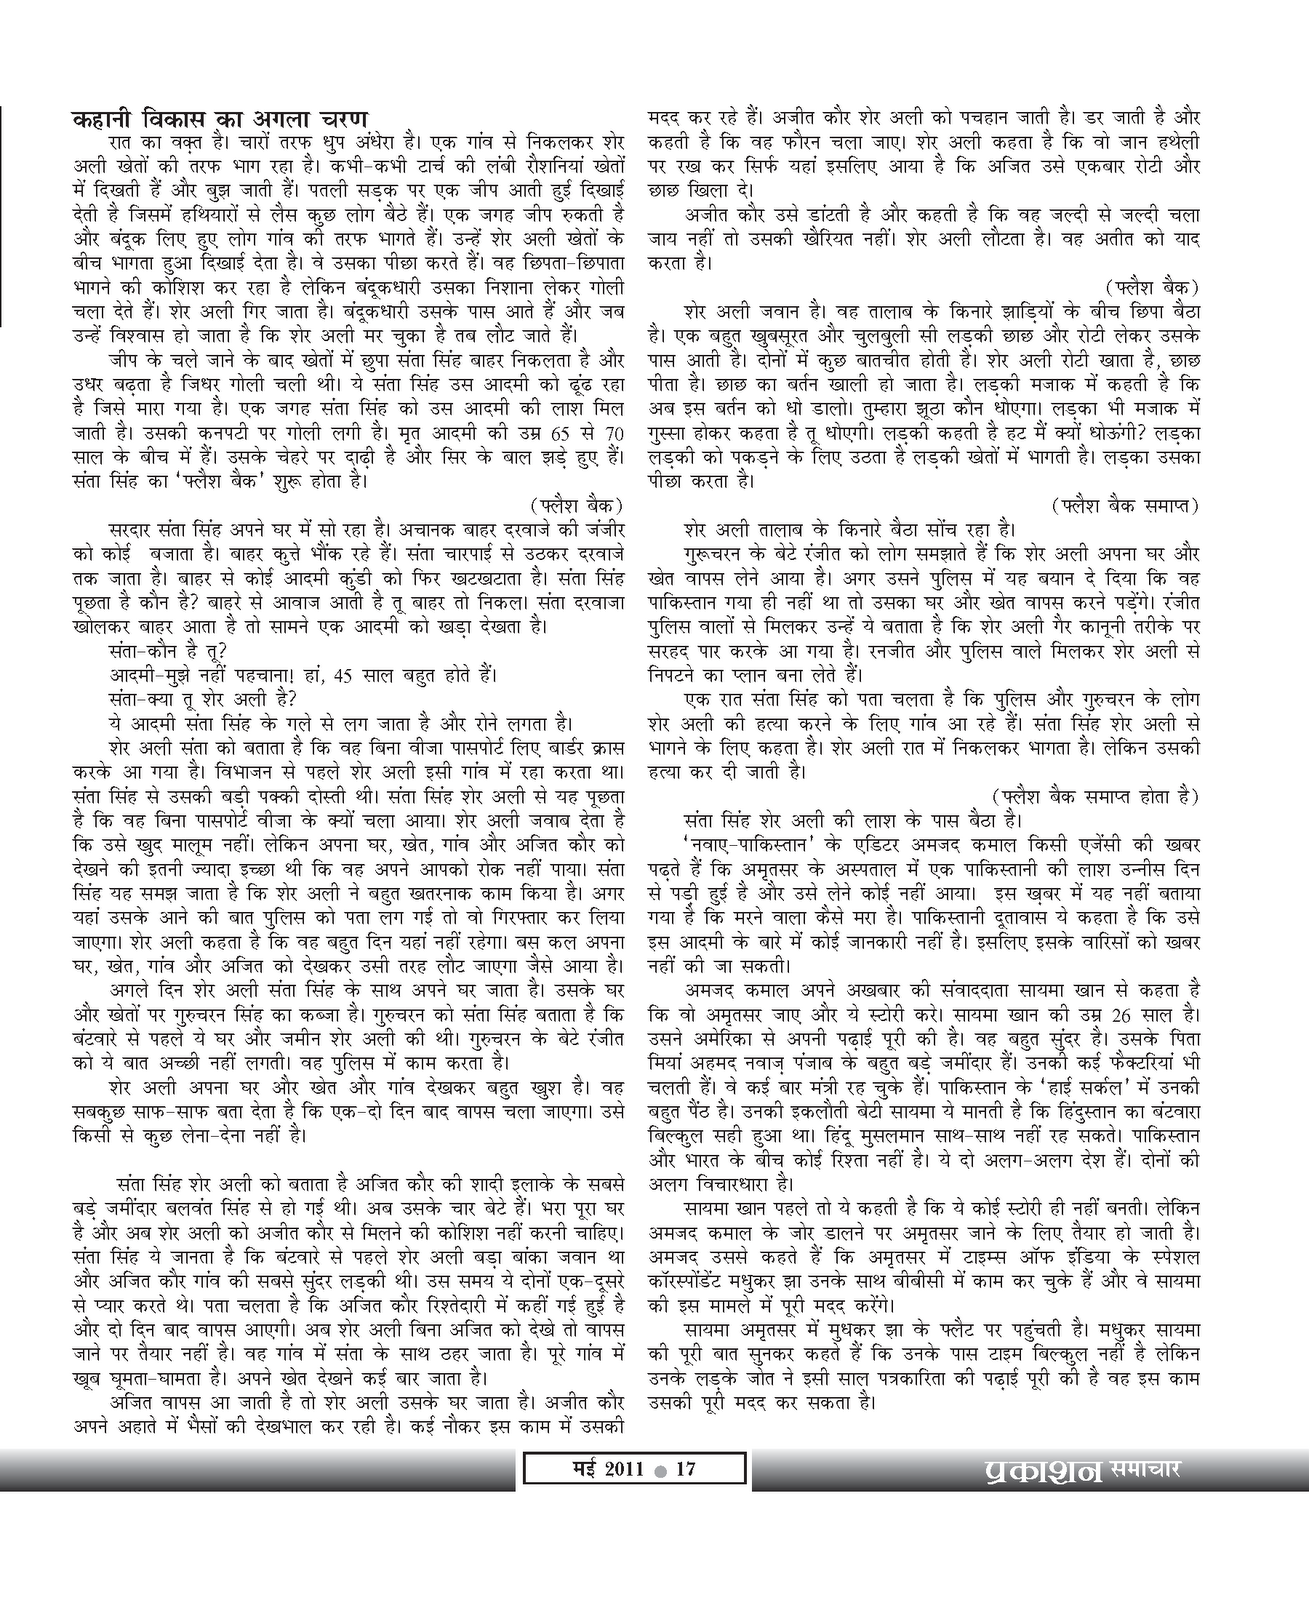 कहानी विकास का अगला चरण
रात का वक़्त है। चारों तरफ धुप अंधेरा है। एक गांव से निकलकर शेर
अली खेतों की तरफ भाग रहा है। कभी-कभी टार्च की लंबी रौशनियां खेतों
में दिखती हैं और बुझ जाती हैं। पतली सड़क पर एक जीप आती हुई दिखाई
देती है जिसमें हथियारों से लैस कुछ लोग बैठे हैं। एक जगह जीप रुकती है
और बंदूक लिए हुए लोग गांव की तरफ भागते हैं। उन्हें शेर अली खेतों के
बीच भागता हुआ दिखाई देता है। वे उसका पीछा करते हैं। वह छिपता-छिपाता
भागने की कोशिश कर रहा है लेकिन बंदूकधारी उसका निशाना लेकर गोली
चला देते हैं। शेर अली गिर जाता है। बंदूकधारी उसके पास आते हैं और जब
उन्हें विश्वास हो जाता है कि शेर अली मर चुका है तब लौट जाते हैं।
जीप के चले जाने के बाद खेतों में छुपा संता सिंह बाहर निकलता है और
उधर बढ़ता है जिधर गोली चली थी। ये संता सिंह उस आदमी को ढूंढ रहा
है जिसे मारा गया है। एक जगह संता सिंह को उस आदमी की लाश मिल
जाती है। उसकी कनपटी पर गोली लगी है। मृत आदमी की उम्र 65 से 70
साल के बीच में हैं। उसके चेहरे पर दाढ़ी है और सिर के बाल झड़े हुए हैं।
संता सिंह का ‘फ्लैश बैक’ शुरू होता है।
(फ्लैश बैक)
सरदार संता सिंह अपने घर में सो रहा है। अचानक बाहर दरवाजे की जंजीर
को कोई बजाता है। बाहर कुत्ते भौंक रहे हैं। संता चारपाई से उठकर दरवाजे
तक जाता है। बाहर से कोई आदमी कुंडी को फिर खटखटाता है। संता सिंह
पूछता है कौन है? बाहरे से आवाज आती है तू बाहर तो निकल। संता दरवाजा
खोलकर बाहर आता है तो सामने एक आदमी को खड़ा देखता है।
संता-कौन है तू?
आदमी-मुझे नहीं पहचाना! हां, 45 साल बहुत होते हैं।
संता-क्या तू शेर अली है?
ये आदमी संता सिंह के गले से लग जाता है और रोने लगता है।
शेर अली संता को बताता है कि वह बिना वीजा पासपोर्ट लिए बार्डर क्रास
करके आ गया है। विभाजन से पहले शेर अली इसी गांव में रहा करता था।
संता सिंह से उसकी बड़ी पक्की दोस्ती थी। संता सिंह शेर अली से यह पूछता
है कि वह बिना पासपोर्ट वीजा के क्यों चला आया। शेर अली जवाब देता है
कि उसे खुद मालूम नहीं। लेकिन अपना घर, खेत, गांव और अजित कौर को
देखने की इतनी ज्यादा इच्छा थी कि वह अपने आपको रोक नहीं पाया। संता
सिंह यह समझ जाता है कि शेर अली ने बहुत खतरनाक काम किया है। अगर
यहां उसके आने की बात पुलिस को पता लग गई तो वो गिरफ्तार कर लिया
जाएगा। शेर अली कहता है कि वह बहुत दिन यहां नहीं रहेगा। बस कल अपना
घर, खेत, गांव और अजित को देखकर उसी तरह लौट जाएगा जैसे आया है।
अगले दिन शेर अली संता सिंह के साथ अपने घर जाता है। उसके घर
और खेतों पर गुरुचरन सिंह का कब्जा है। गुरुचरन को संता सिंह बताता है कि
बंटवारे से पहले ये घर और जमीन शेर अली की थी। गुरुचरन के बेटे रंजीत
को ये बात अच्छी नहीं लगती। वह पुलिस में काम करता है।
शेर अली अपना घर और खेत और गांव देखकर बहुत खुश है। वह
सबकुछ साफ-साफ बता देता है कि एक-दो दिन बाद वापस चला जाएगा। उसे
किसी से कुछ लेना-देना नहीं है।
संता सिंह शेर अली को बताता है अजित कौर की शादी इलाके के सबसे
बड़े जमींदार बलवंत सिंह से हो गई थी। अब उसके चार बेटे हैं। भरा पूरा घर
है और अब शेर अली को अजीत कौर से मिलने की कोशिश नहीं करनी चाहिए।
संता सिंह ये जानता है कि बंटवारे से पहले शेर अली बड़ा बांका जवान था
और अजित कौर गांव की सबसे सुंदर लड़की थी। उस समय ये दोनों एक-दूसरे
से प्यार करते थे। पता चलता है कि अजित कौर रिश्तेदारी में कहीं गई हुई है
और दो दिन बाद वापस आएगी। अब शेर अली बिना अजित को देखे तो वापस
जाने पर तैयार नहीं है। वह गांव में संता के साथ ठहर जाता है। पूरे गांव में
खूब घूमता-घामता है। अपने खेत देखने कई बार जाता है।
अजित वापस आ जाती है तो शेर अली उसके घर जाता है। अजीत कौर
अपने अहाते में भैसों की देखभाल कर रही है। कई नौकर इस काम में उसकी
मदद कर रहे हैं। अजीत कौर शेर अली को पचहान जाती है। डर जाती है और
कहती है कि वह फौरन चला जाए। शेर अली कहता है कि वो जान हथेली
पर रख कर सिर्फ यहां इसलिए आया है कि अजित उसे एकबार रोटी और
छाछ खिला दे।
अजीत कौर उसे डांटती है और कहती है कि वह जल्दी से जल्दी चला
जाय नहीं तो उसकी खैरियत नहीं। शेर अली लौटता है। वह अतीत को याद
करता है।
(फ्लैश बैक)
शेर अली जवान है। वह तालाब के किनारे झाड़ियों के बीच छिपा बैठा
है। एक बहुत खुबसूरत और चुलबुली सी लड़की छाछ और रोटी लेकर उसके
पास आती है। दोनों में कुछ बातचीत होती है। शेर अली रोटी खाता है, छाछ
पीता है। छाछ का बर्तन खाली हो जाता है। लड़की मजाक में कहती है कि
अब इस बर्तन को धो डालो। तुम्हारा झूठा कौन धोएगा। लड़का भी मजाक में
गुस्सा होकर कहता है तू धोएगी। लड़की कहती है हट मैं क्यों धोऊंगी? लड़का
लड़की को पकड़ने के लिए उठता है लड़की खेतों में भागती है। लड़का उसका
पीछा करता है।
(फ्लैश बैक समाप्त)
शेर अली तालाब के किनारे बैठा सोंच रहा है।
गुरूचरन के बेटे रंजीत को लोग समझाते हैं कि शेर अली अपना घर और
खेत वापस लेने आया है। अगर उसने पुलिस में यह बयान दे दिया कि वह
पाकिस्तान गया ही नहीं था तो उसका घर और खेत वापस करने पड़ेंगे। रंजीत
पुलिस वालों से मिलकर उन्हें ये बताता है कि शेर अली गैर कानूनी तरीके पर
सरहद पार करके आ गया है। रनजीत और पुलिस वाले मिलकर शेर अली से
निपटने का प्लान बना लेते हैं।
एक रात संता सिंह को पता चलता है कि पुलिस और गुरुचरन के लोग
शेर अली की हत्या करने के लिए गांव आ रहे हैं। संता सिंह शेर अली से
भागने के लिए कहता है। शेर अली रात में निकलकर भागता है। लेकिन उसकी
हत्या कर दी जाती है।
(फ्लैश बैक समाप्त होता है)
संता सिंह शेर अली की लाश के पास बैठा है।
‘नवाए-पाकिस्तान’ के एडिटर अमजद कमाल किसी एजेंसी की खबर
पढ़ते हैं कि अमृतसर के अस्पताल में एक पाकिस्तानी की लाश उन्नीस दिन
से पड़ी हुई है और उसे लेने कोई नहीं आया। इस ख़बर में यह नहीं बताया
गया है कि मरने वाला कैसे मरा है। पाकिस्तानी दूतावास ये कहता है कि उसे
इस आदमी के बारे में कोई जानकारी नहीं है। इसलिए इसके वारिसों को खबर
नहीं की जा सकती।
अमजद कमाल अपने अखबार की संवाददाता सायमा खान से कहता है
कि वो अमृतसर जाए और ये स्टोरी करे। सायमा खान की उम्र 26 साल है।
उसने अमेरिका से अपनी पढ़ाई पूरी की है। वह बहुत सुंदर है। उसके पिता
मियां अहमद नवाज़ पंजाब के बहुत बड़े जमींदार हैं। उनकी कई फैक्टरियां भी
चलती हैं। वे कई बार मंत्री रह चुके हैं। पाकिस्तान के ‘हाई सर्कल’ में उनकी
बहुत पैंठ है। उनकी इकलौती बेटी सायमा ये मानती है कि हिंदुस्तान का बंटवारा
बिल्कुल सही हुआ था। हिंदू मुसलमान साथ-साथ नहीं रह सकते। पाकिस्तान
और भारत के बीच कोई रिश्ता नहीं है। ये दो अलग-अलग देश हैं। दोनों की
अलग विचारधारा है।
सायमा खान पहले तो ये कहती है कि ये कोई स्टोरी ही नहीं बनती। लेकिन
अमजद कमाल के जोर डालने पर अमृतसर जाने के लिए तैयार हो जाती है।
अमजद उससे कहते हैं कि अमृतसर में टाइम्स ऑफ इंडिया के स्पेशल
कॉरस्पोंडेंट मधुकर झा उनके साथ बीबीसी में काम कर चुके हैं और वे सायमा
की इस मामले में पूरी मदद करेंगे।
सायमा अमृतसर में मुधकर झा के फ्लैट पर पहुंचती है। मधुकर सायमा
की पूरी बात सुनकर कहते हैं कि उनके पास टाइम बिल्कुल नहीं है लेकिन
उनके लड़के जोत ने इसी साल पत्रकारिता की पढ़ाई पूरी की है वह इस काम
उसकी पूरी मदद कर सकता है।
मई 2011 ● 17
प्रकाशन समाचार